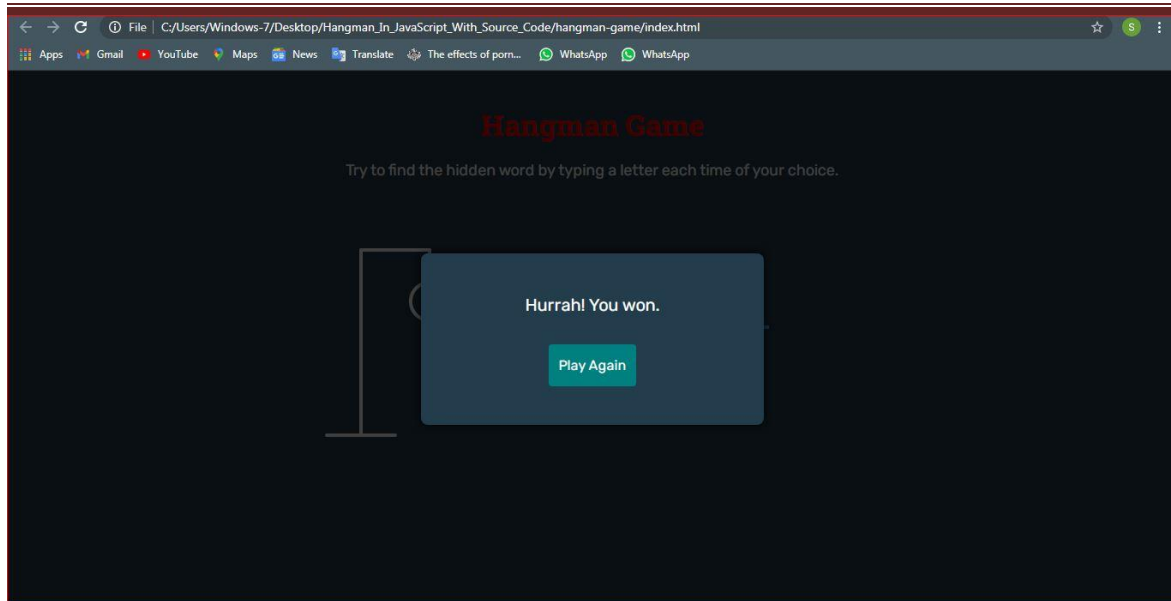 File | C:/Users/Windows-7/Desktop/Hangman_In_JavaScript_With_Source_Code/hangman-game/index.html S
Apps Gmail YouTube Maps News Translate The effects of porn... WhatsApp WhatsApp
Hangman Game
Try to find the hidden word by typing a letter each time of your choice.
Hurrah! You won.
Play Again